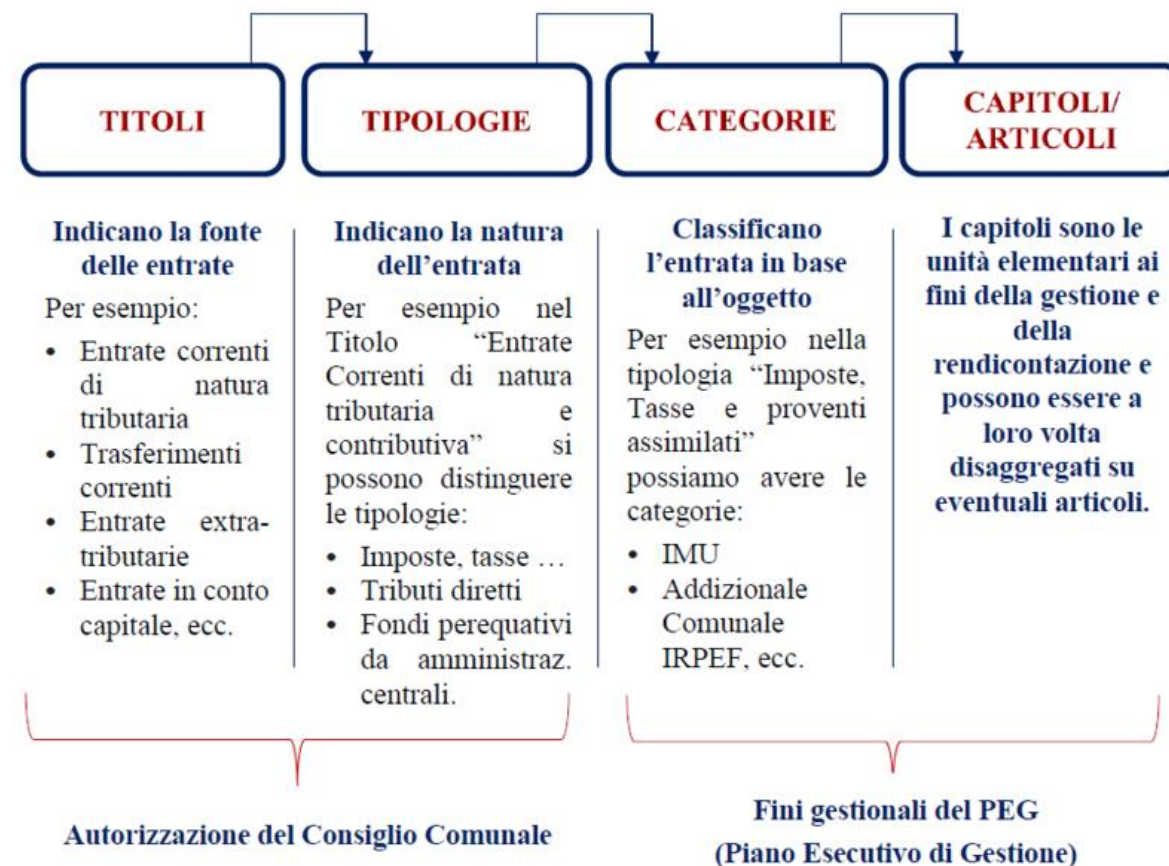 TITOLI
TIPOLOGIE
CATEGORIE
CAPITOLI/
ARTICOLI
Indicano la fonte
delle entrate
Per esempio:
• Entrate correnti
di natura
tributaria
• Trasferimenti
correnti
• Entrate extra-
tributarie
• Entrate in conto
capitale, ecc.
Indicano la natura
dell'entrata
Per esempio nel
Titolo "Entrate
Correnti di natura
tributaria e
contributiva" si
possono distinguere
le tipologie:
• Imposte, tasse …
• Tributi diretti
• Fondi perequativi
da amministraz.
centrali.
Classificano
l'entrata in base
all'oggetto
Per esempio nella
tipologia "Imposte,
Tasse e proventi
assimilati"
possiamo avere le
categorie:
• IMU
• Addizionale
Comunale
IRPEF, ecc.
I capitoli sono le
unità elementari ai
fini della gestione e
della
rendicontazione e
possono essere a
loro volta
disaggregati su
eventuali articoli.
Autorizzazione del Consiglio Comunale
Fini gestionali del PEG
(Piano Esecutivo di Gestione)